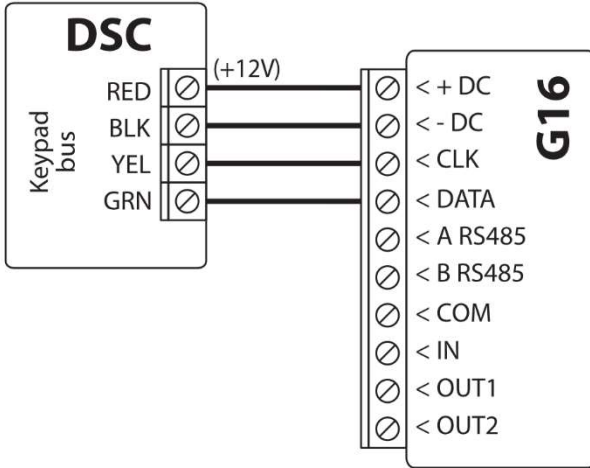 DSC
Keypad bus
RED
(+12V)
BLK
YEL
GRN
G16
< + DC
< - DC
< CLK
< DATA
< A RS485
< B RS485
< COM
< IN
< OUT1
< OUT2